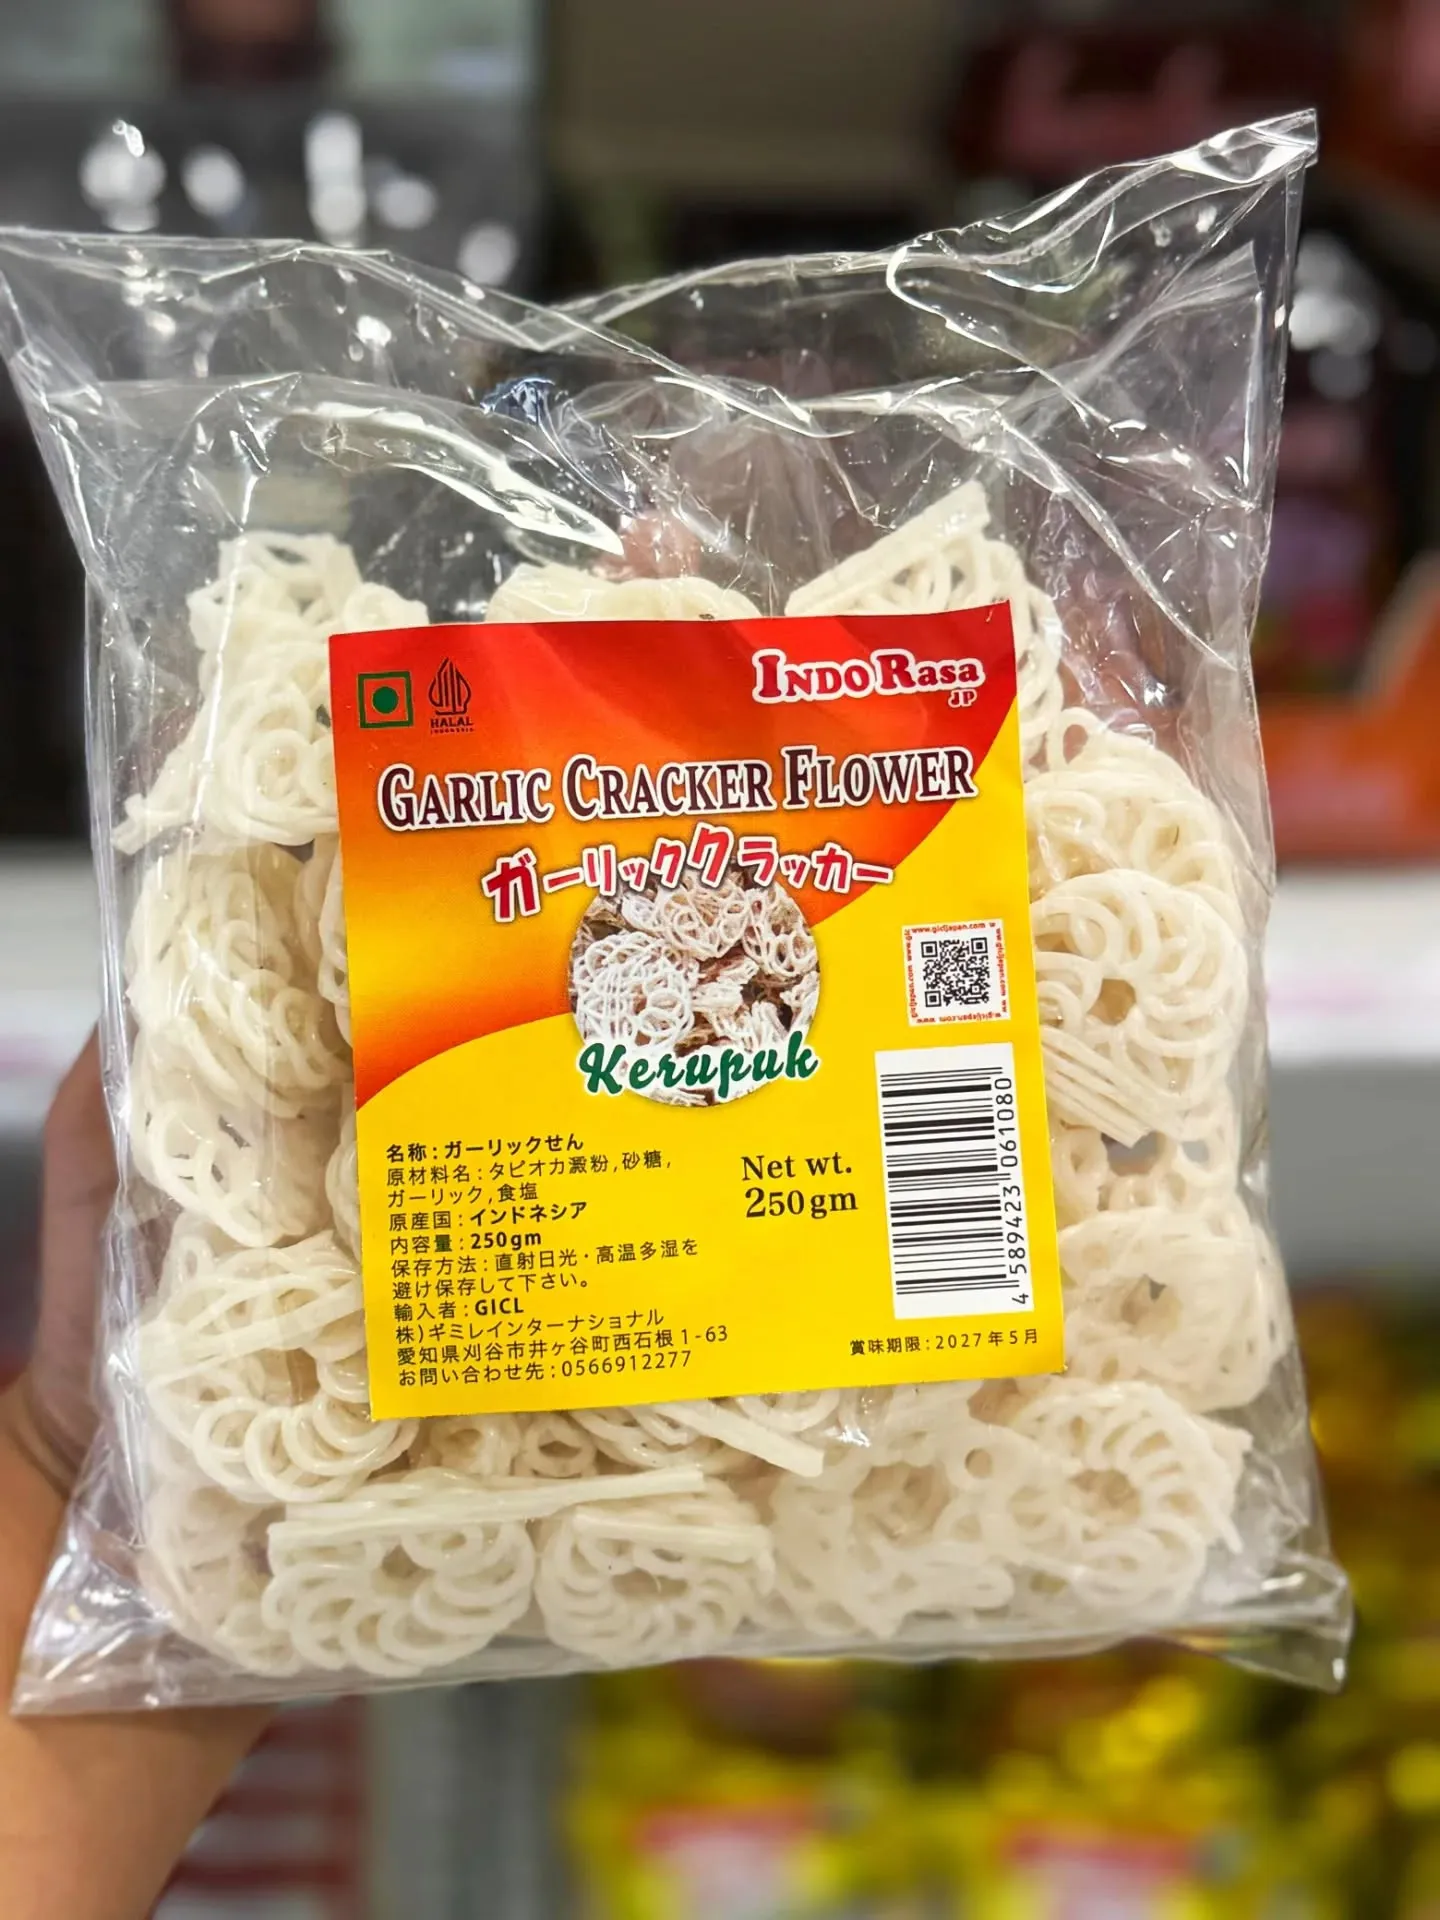 INDO RASA
JP
HALAL
INDONESIA
GARLIC CRACKER FLOWER
ガーリッククラッカー
www.gicljapan.com
Kerupuk
名称:ガーリックせん
原材料名:タピオカ澱粉,砂糖,
ガーリック,食塩
原産国:インドネシア
内容量:250gm
保存方法:直射日光・高温多湿を
避け保存して下さい。
輸入者:GICL
株)ギミレインターナショナル
愛知県刈谷市井ヶ谷町西石根1-63
お問い合わせ先:0566912277
Net wt.
250gm
4 589423 061080
賞味期限:2027年5月